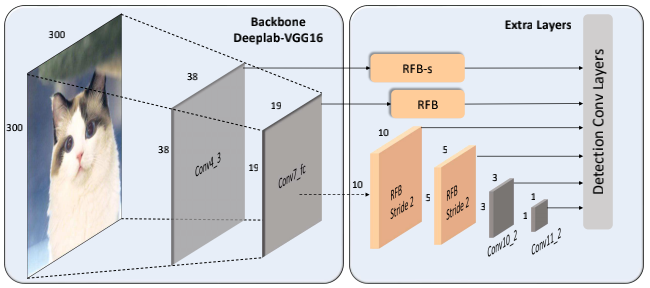 Backbone
Deeplab-VGG16
300
300
38
38
Conv4_3
19
19
Conv7_fc
Extra Layers
RFB-s
RFB
10
10
RFB
Stride 2
5
5
RFB
Stride 2
3
3
Conv10_2
1
1
Conv11_2
Detection Conv Layers